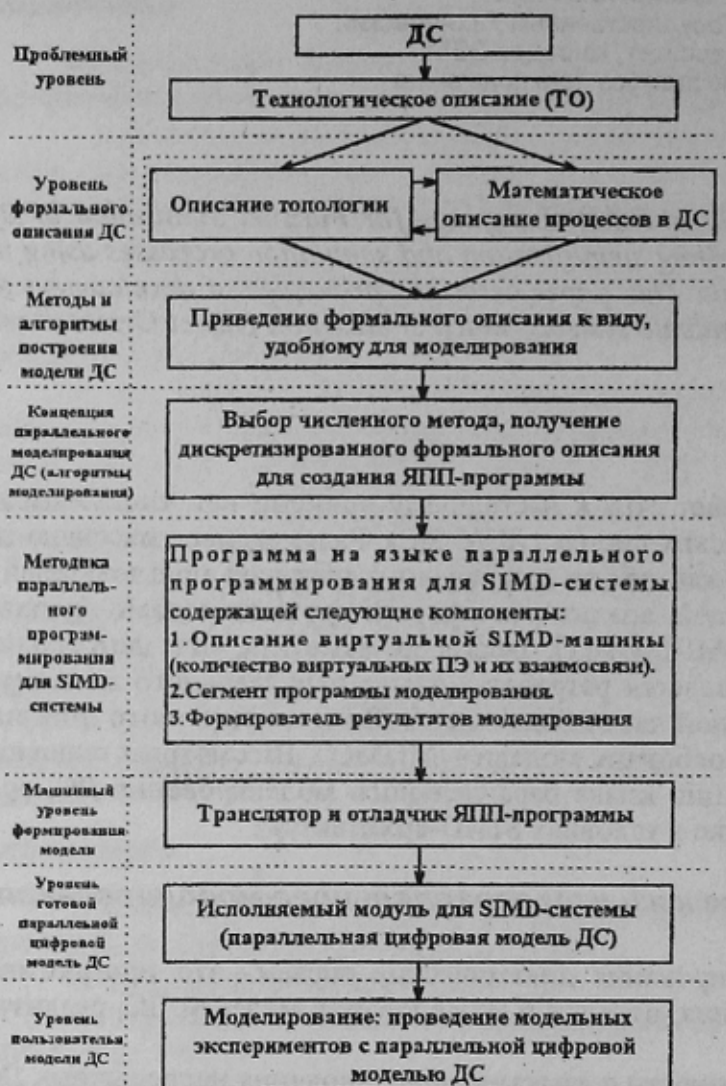 ДС
Проблемный
уровень
Технологическое описание (ТО)
Уровень
формального
описания ДС
Описание топологии
Математическое
описание процессов в ДС
Методы и
алгоритмы
построения
модели ДС
Приведение формального описания к виду,
удобному для моделирования
Концепция
параллельного
моделирования
ДС (алгоритмы
моделирования)
Выбор численного метода, получение
дискретизированного формального описания
для создания ЯПП-программы
Методика
параллель-
ного
програм-
мирования
для SIMD-
системы
Программа на языке параллельного
программирования для SIMD-системы,
содержащей следующие компоненты:
1.Описание виртуальной SIMD-машины
(количество виртуальных ПЭ и их взаимосвязи).
2.Сегмент программы моделирования.
3.Формирователь результатов моделирования
Машинный
уровень
формирования
модели
Транслятор и отладчик ЯПП-программы
Уровень
готовой
параллельной
цифровой
модель ДС
Исполняемый модуль для SIMD-системы
(параллельная цифровая модель ДС)
Уровень
пользователья
модели ДС
Моделирование: проведение модельных
экспериментов с параллельной цифровой
моделью ДС